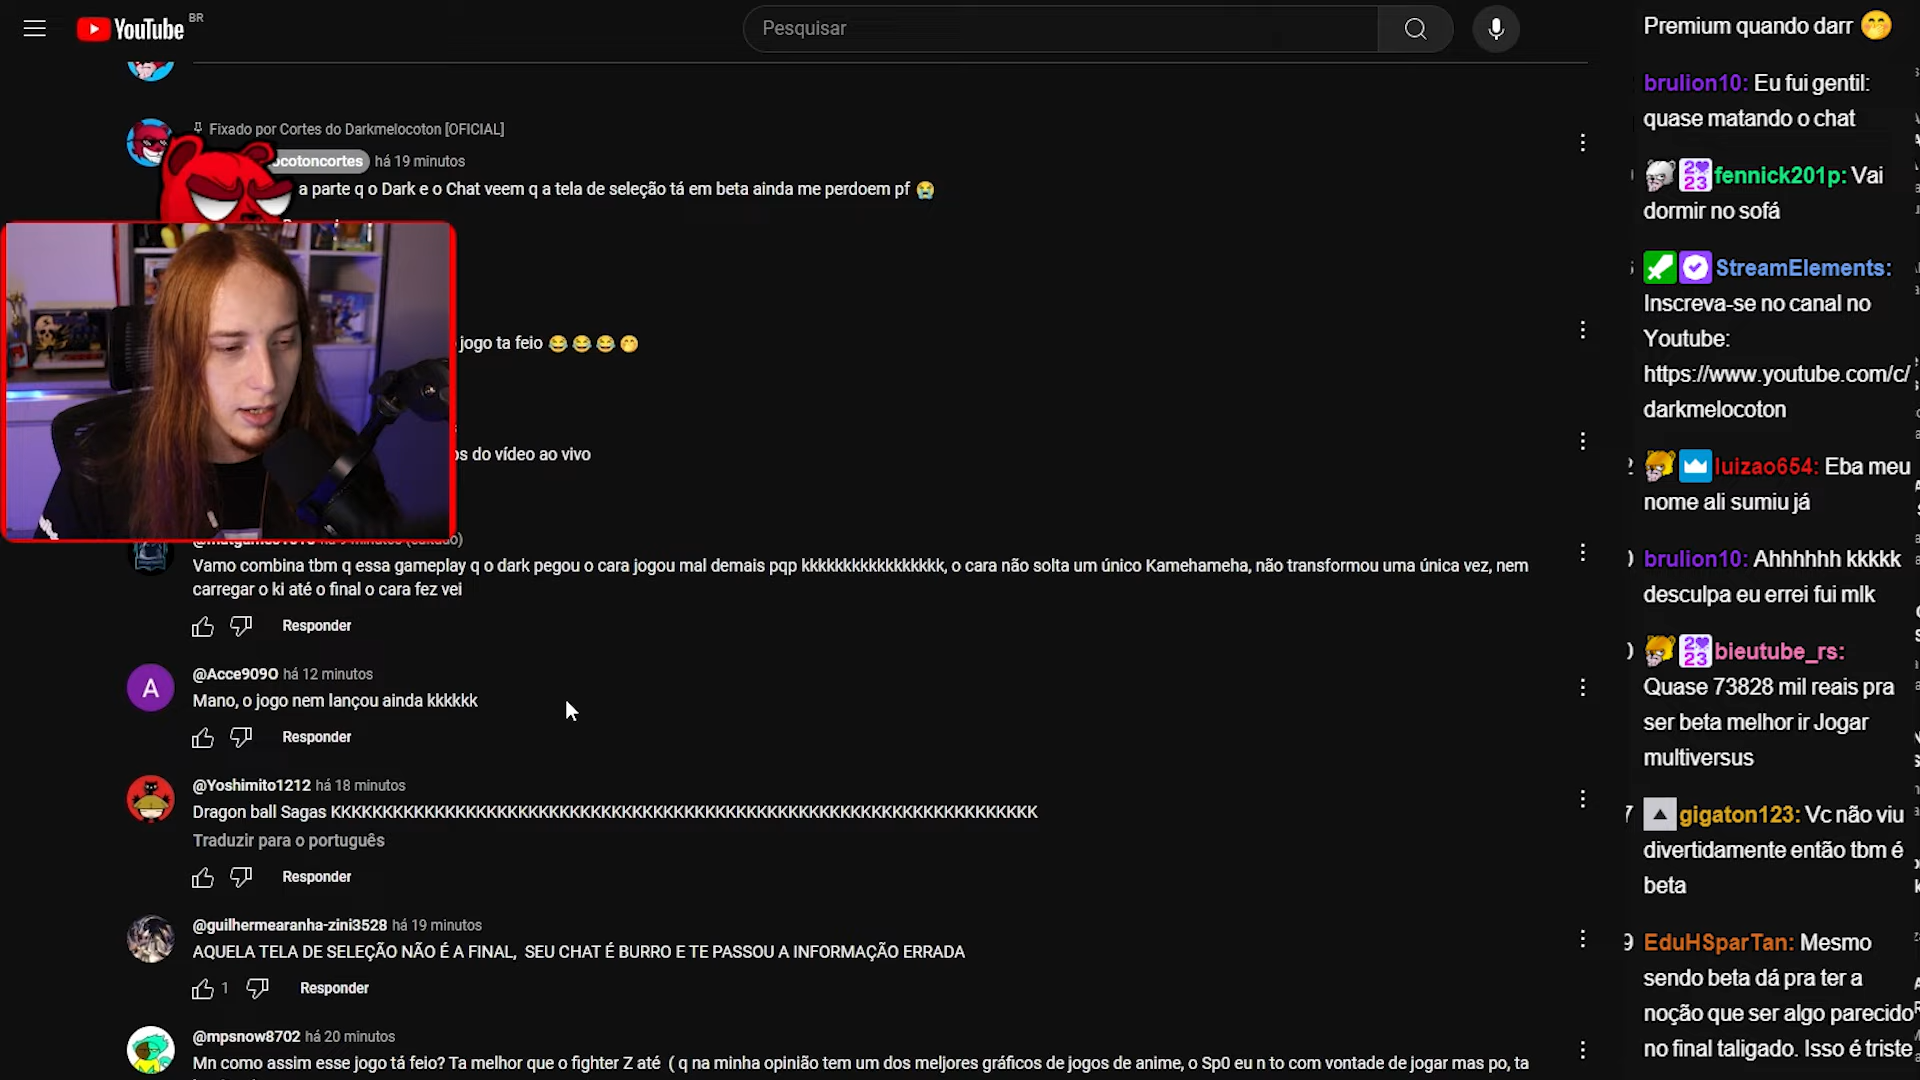 YouTube BR
Pesquisar
Fixado por Cortes do Darkmelocoton [OFICIAL]
ocotoncortes há 19 minutos
a parte q o Dark e o Chat veem q a tela de seleção tá em beta ainda me perdoem pf 😭
jogo ta feio 😂😂😂🤭
os do vídeo ao vivo
Vamo combina tbm q essa gameplay q o dark pegou o cara jogou mal demais pqp kkkkkkkkkkkkkkkkk, o cara não solta um único Kamehameha, não transformou uma única vez, nem
carregar o ki até o final o cara fez vei
Responder
A
@Acce909O há 12 minutos
Mano, o jogo nem lançou ainda kkkkkk
Responder
@Yoshimito1212 há 18 minutos
Dragon ball Sagas KKKKKKKKKKKKKKKKKKKKKKKKKKKKKKKKKKKKKKKKKKKKKKKKKKKKKKKKKKKKKKKKKKKK
Traduzir para o português
Responder
@guilhermearanha-zini3528 há 19 minutos
AQUELA TELA DE SELEÇÃO NÃO É A FINAL, SEU CHAT É BURRO E TE PASSOU A INFORMAÇÃO ERRADA
1 Responder
@mpsnow8702 há 20 minutos
Mn como assim esse jogo tá feio? Ta melhor que o fighter Z até ( q na minha opinião tem um dos meljores gráficos de jogos de anime, o Sp0 eu n to com vontade de jogar mas po, ta
Premium quando darr 🤭
brulion10: Eu fui gentil:
quase matando o chat
fennick201p: Vai
dormir no sofá
StreamElements:
Inscreva-se no canal no
Youtube:
https://www.youtube.com/c/
darkmelocoton
luizao654: Eba meu
nome ali sumiu já
brulion10: Ahhhhhh kkkkk
desculpa eu errei fui mlk
bieutube_rs:
Quase 73828 mil reais pra
ser beta melhor ir Jogar
multiversus
gigaton123: Vc não viu
divertidamente então tbm é
beta
EduHSparTan: Mesmo
sendo beta dá pra ter a
noção que ser algo parecido
no final taligado. Isso é triste